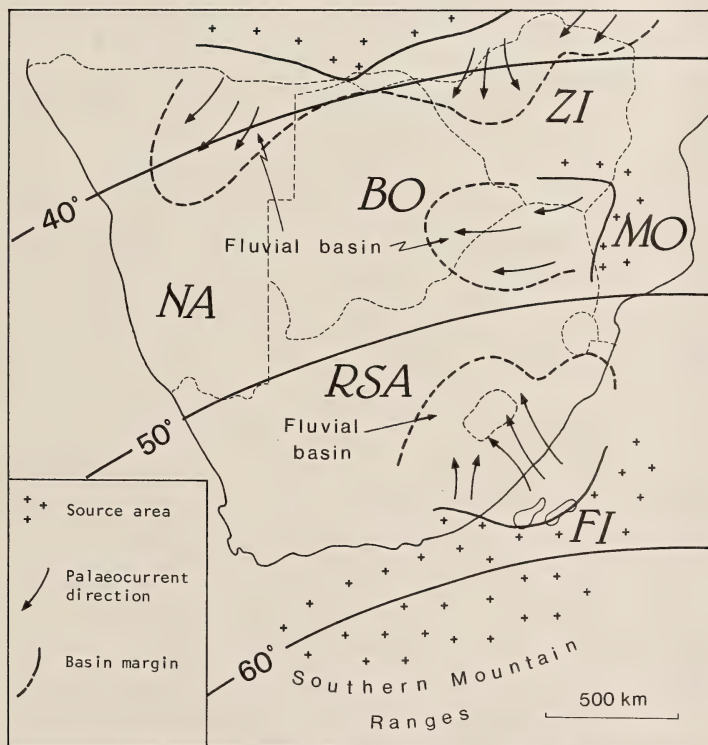 ZI
40°
BO
MO
Fluvial basin
NA
RSA
50°
Fluvial
basin
FI
Source area
Palaeocurrent
direction
Basin margin
60°
Southern Mountain
Ranges
500 km